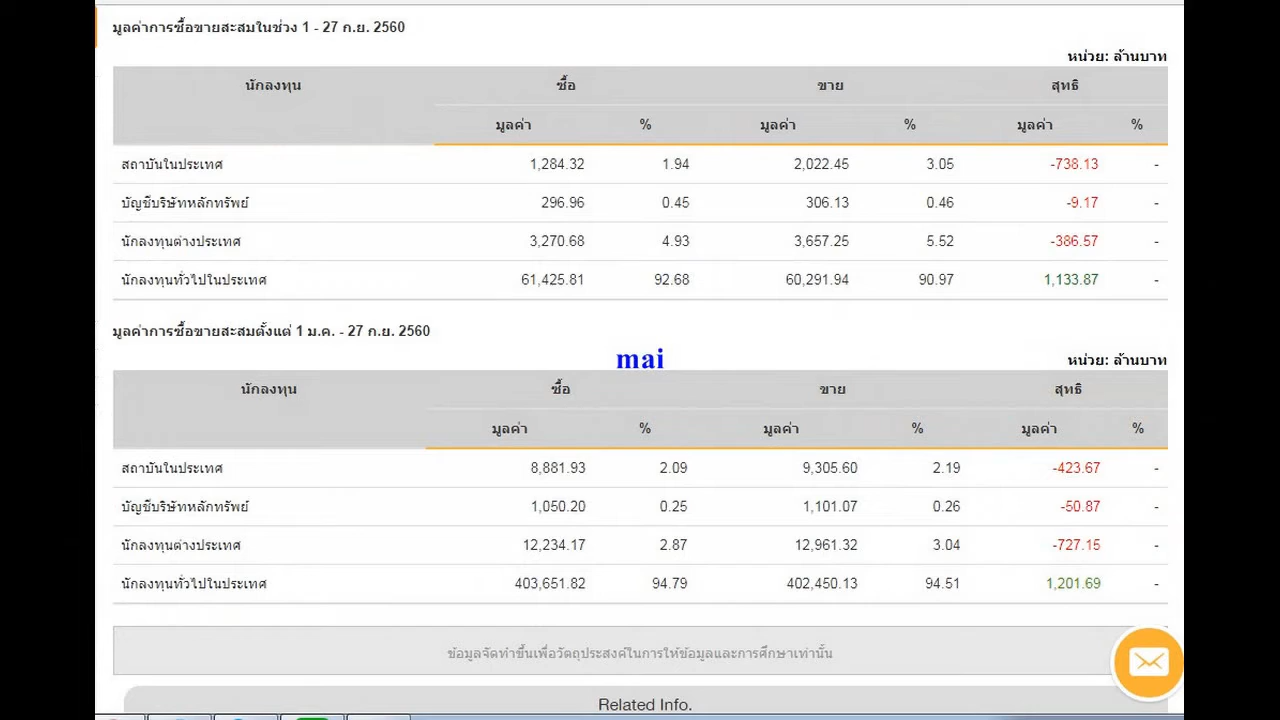 มูลค่าการซื้อขายสะสมในช่วง 1 - 27 ก.ย. 2560
หน่วย: ล้านบาท
นักลงทุน ซื้อ ขาย สุทธิ
มูลค่า % มูลค่า % มูลค่า %
สถาบันในประเทศ 1,284.32 1.94 2,022.45 3.05 -738.13 -
บัญชีบริษัทหลักทรัพย์ 296.96 0.45 306.13 0.46 -9.17 -
นักลงทุนต่างประเทศ 3,270.68 4.93 3,657.25 5.52 -386.57 -
นักลงทุนทั่วไปในประเทศ 61,425.81 92.68 60,291.94 90.97 1,133.87 -
มูลค่าการซื้อขายสะสมตั้งแต่ 1 ม.ค. - 27 ก.ย. 2560
mai
หน่วย: ล้านบาท
นักลงทุน ซื้อ ขาย สุทธิ
มูลค่า % มูลค่า % มูลค่า %
สถาบันในประเทศ 8,881.93 2.09 9,305.60 2.19 -423.67 -
บัญชีบริษัทหลักทรัพย์ 1,050.20 0.25 1,101.07 0.26 -50.87 -
นักลงทุนต่างประเทศ 12,234.17 2.87 12,961.32 3.04 -727.15 -
นักลงทุนทั่วไปในประเทศ 403,651.82 94.79 402,450.13 94.51 1,201.69 -
ข้อมูลจัดทำขึ้นเพื่อวัตถุประสงค์ในการให้ข้อมูลและการศึกษาเท่านั้น
Related Info.